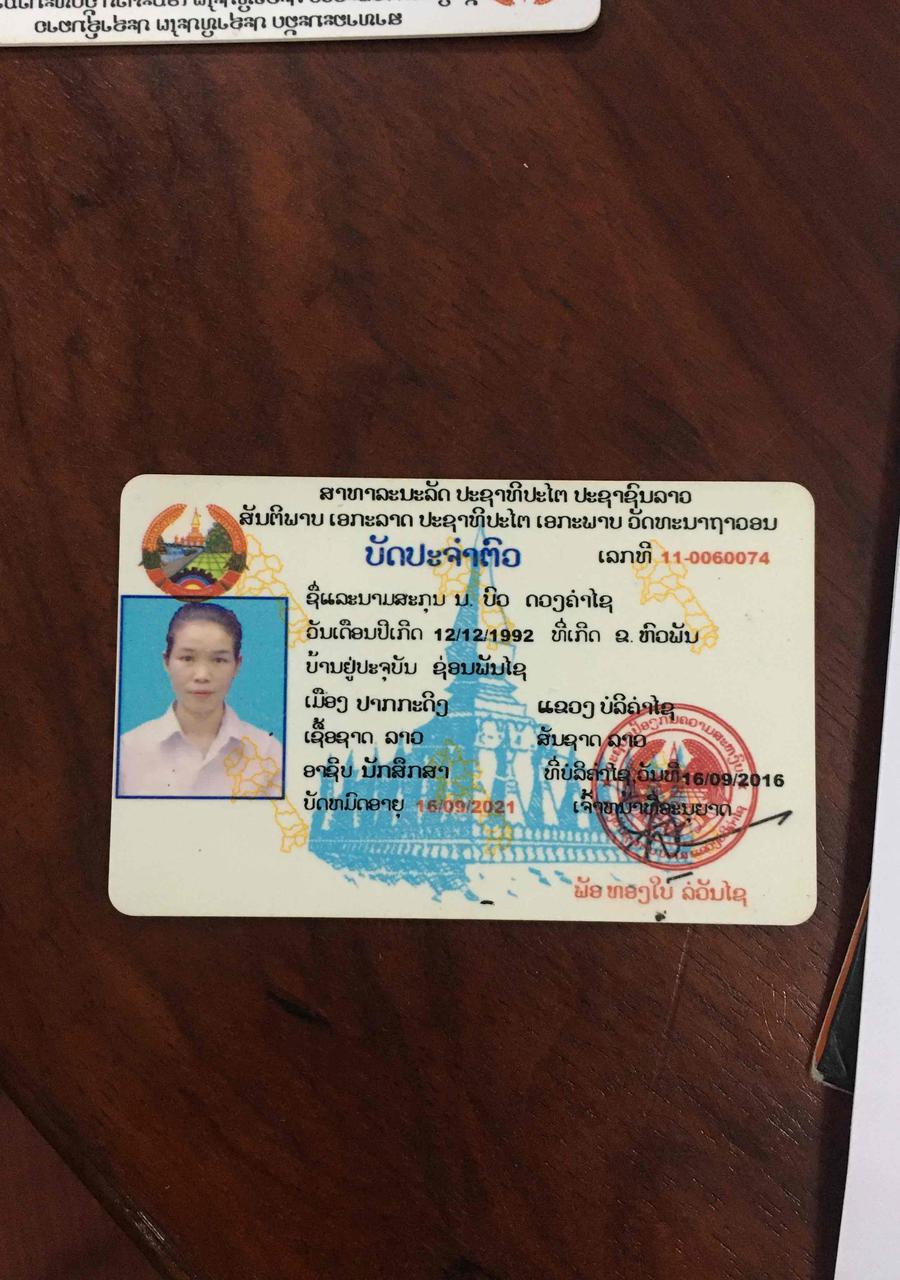 ສາທາລະນະລັດ ປະຊາທິປະໄຕ ປະຊາຊົນລາວ
ສັນຕິພາບ ເອກະລາດ ປະຊາທິປະໄຕ ເອກະພາບ ວັດທະນາຖາວອນ
ບັດປະຈຳຕົວ ເລກທີ 11-0060074
ຊື່ແລະນາມສະກຸນ ນ. ບົວ ດວງຄຳໄຊ
ວັນເດືອນປີເກີດ 12/12/1992 ທີ່ເກີດ ຂ. ຫົວພັນ
ບ້ານຢູ່ປະຈຸບັນ ຊ່ອນພັນໄຊ
ເມືອງ ປາກກະດິງ ແຂວງ ບໍລິຄຳໄຊ
ເຊື້ອຊາດ ລາວ ສັນຊາດ ລາວ
ອາຊີບ ນັກສຶກສາ ທີ່ບໍລິຄຳໄຊ,ວັນທີ 16/09/2016
ບັດຫມົດອາຍຸ 16/09/2021 ເຈົ້າຫນ້າທີ່ອະນຸຍາດ
ພັອ ທອງໃບ ລໍວັນໄຊ